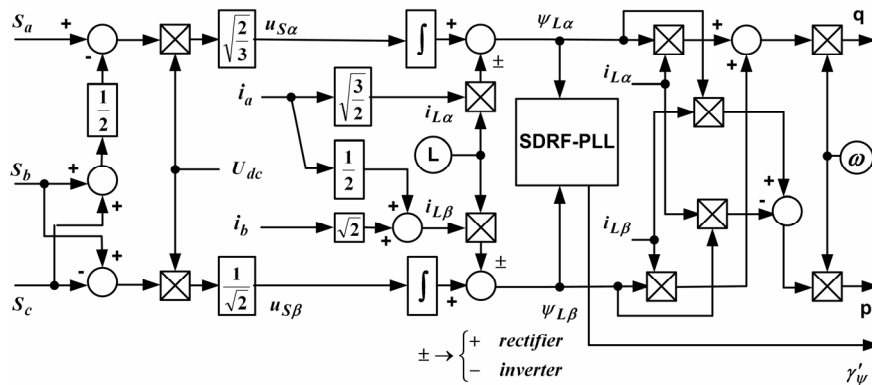 S_a + - √(2/3) u_Sα ∫ + ± ψ_Lα + q
1/2 i_a √(3/2) i_Lα i_Lα
SDRF-PLL
S_b + + U_dc 1/2 L + ω
i_b √2 + + i_Lβ i_Lβ + -
S_c - + 1/√2 u_Sβ ∫ + ± ψ_Lβ p
± → { + rectifier
− inverter
γ'_ψ